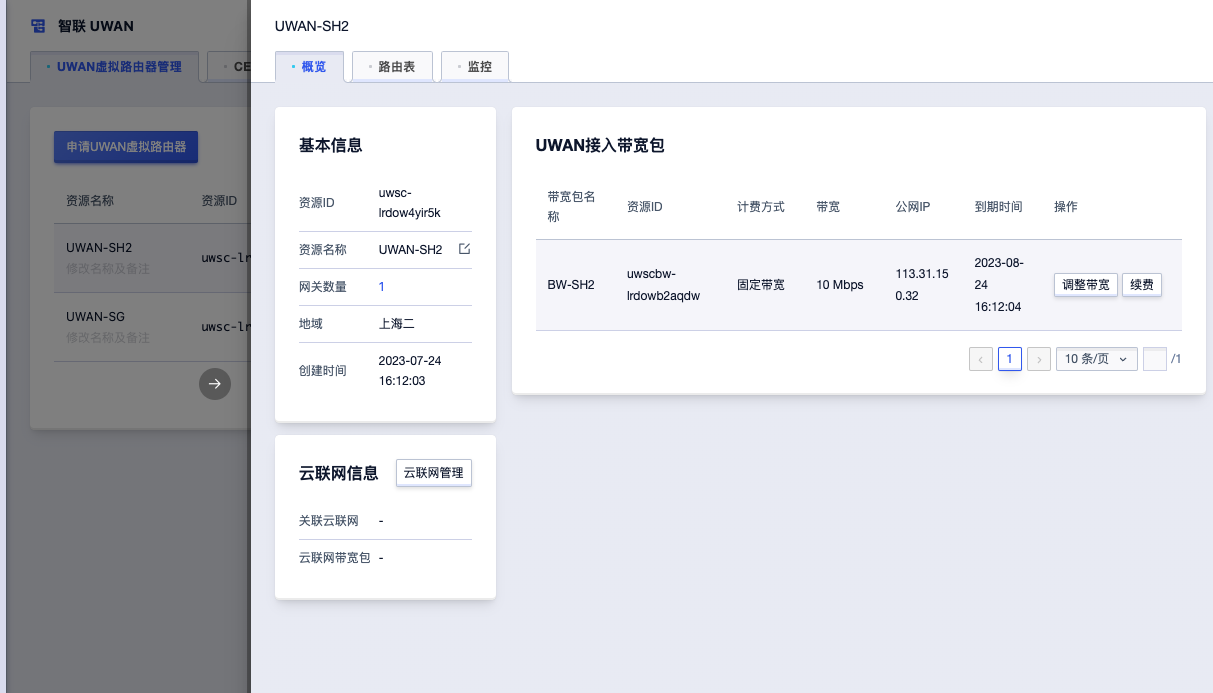 智联 UWAN
UWAN虚拟路由器管理
CE
申请UWAN虚拟路由器
资源名称
资源ID
UWAN-SH2
修改名称及备注
uwsc-lr
UWAN-SG
修改名称及备注
uwsc-lr
UWAN-SH2
概览
路由表
监控
基本信息
资源ID
uwsc-
lrdow4yir5k
资源名称
UWAN-SH2
网关数量
1
地域
上海二
创建时间
2023-07-24
16:12:03
云联网信息
云联网管理
关联云联网
-
云联网带宽包
-
UWAN接入带宽包
带宽包名
称
资源ID
计费方式
带宽
公网IP
到期时间
操作
BW-SH2
uwscbw-
lrdowb2aqdw
固定带宽
10 Mbps
113.31.15
0.32
2023-08-
24
16:12:04
调整带宽
续费
1
10 条/页
/1